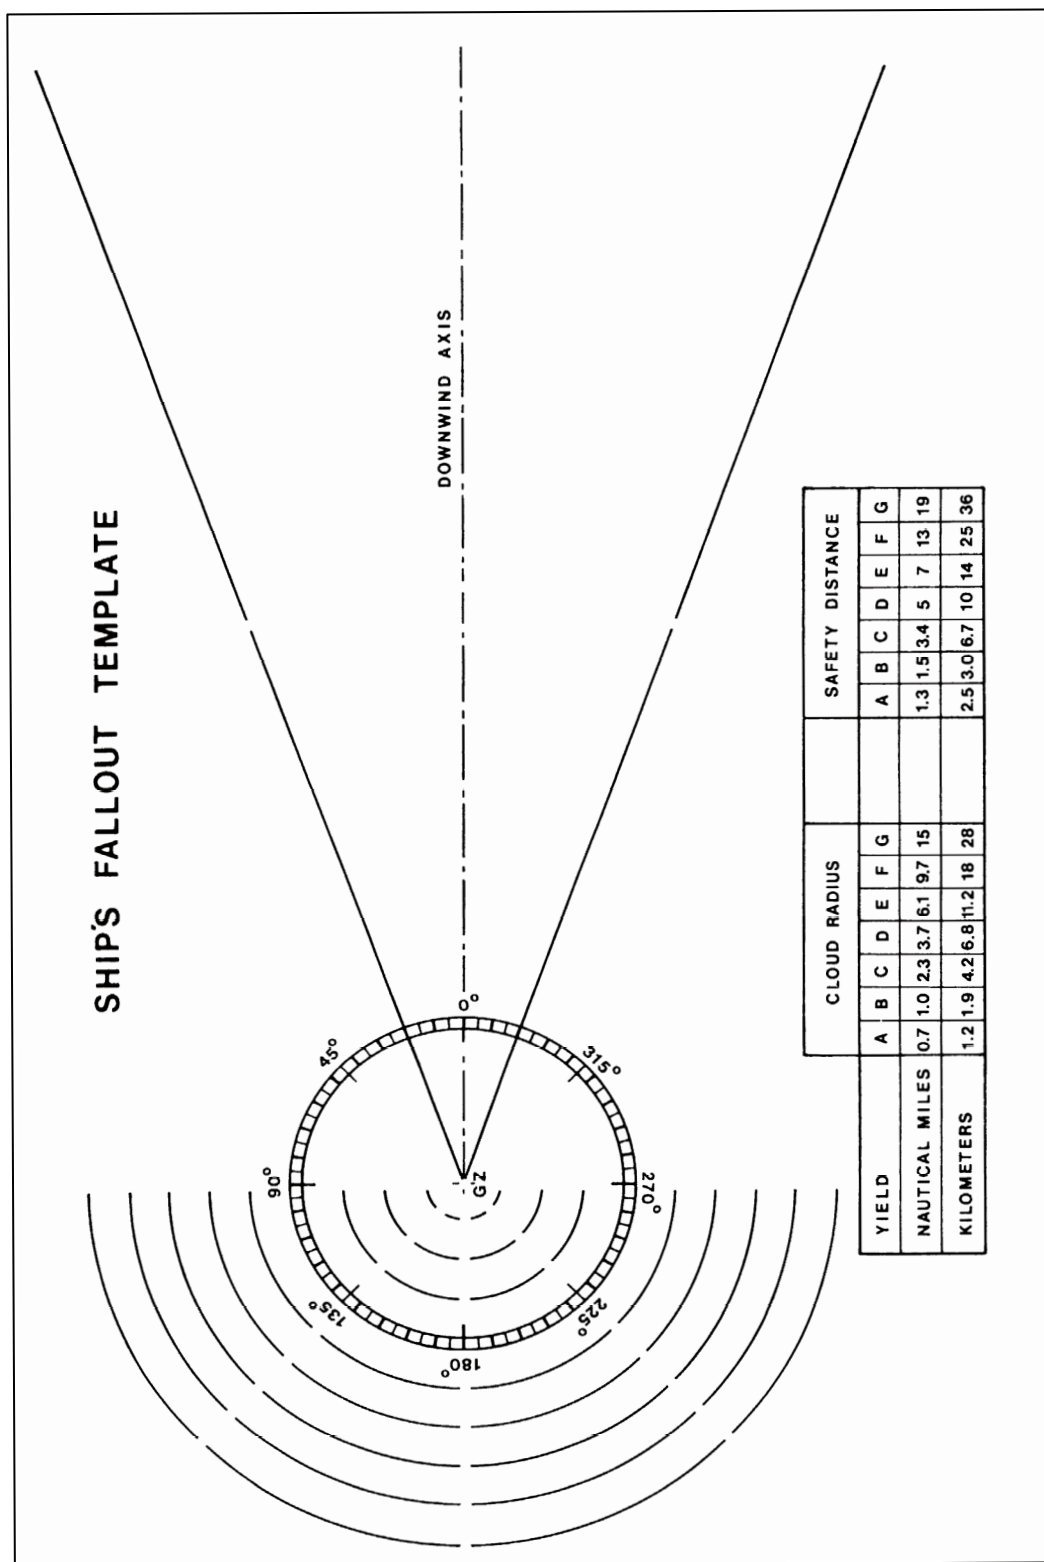 SHIP'S FALLOUT TEMPLATE
DOWNWIND AXIS
0°
45°
90°
135°
180°
225°
270°
315°
G.Z.
CLOUD RADIUS SAFETY DISTANCE
YIELD A B C D E F G A B C D E F G
NAUTICAL MILES 0.7 1.0 2.3 3.7 6.1 9.7 15 1.3 1.5 3.4 5 7 13 19
KILOMETERS 1.2 1.9 4.2 6.8 11.2 18 28 2.5 3.0 6.7 10 14 25 36